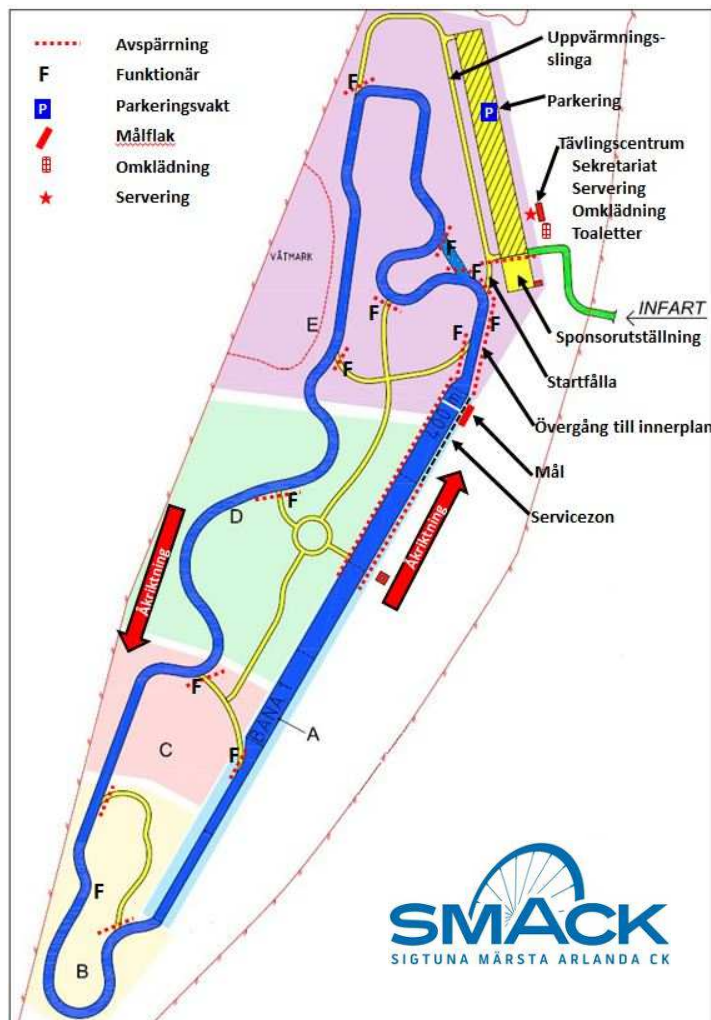 Avspärrning
F Funktionär
P Parkeringsvakt
Målflak
Omklädning
Servering
Uppvärmnings-
slinga
Parkering
P
Tävlingscentrum
Sekretariat
Servering
Omklädning
Toaletter
INFART
Sponsorutställning
Startfålla
Övergång till innerplan
Mål
Servicezon
F
F
F
F
F
F
F
F
F
F
F
VÅTMARK
E
400 m
D
Åkriktning
Åkriktning
BANA 1
A
C
B
SMACK
SIGTUNA MÄRSTA ARLANDA CK